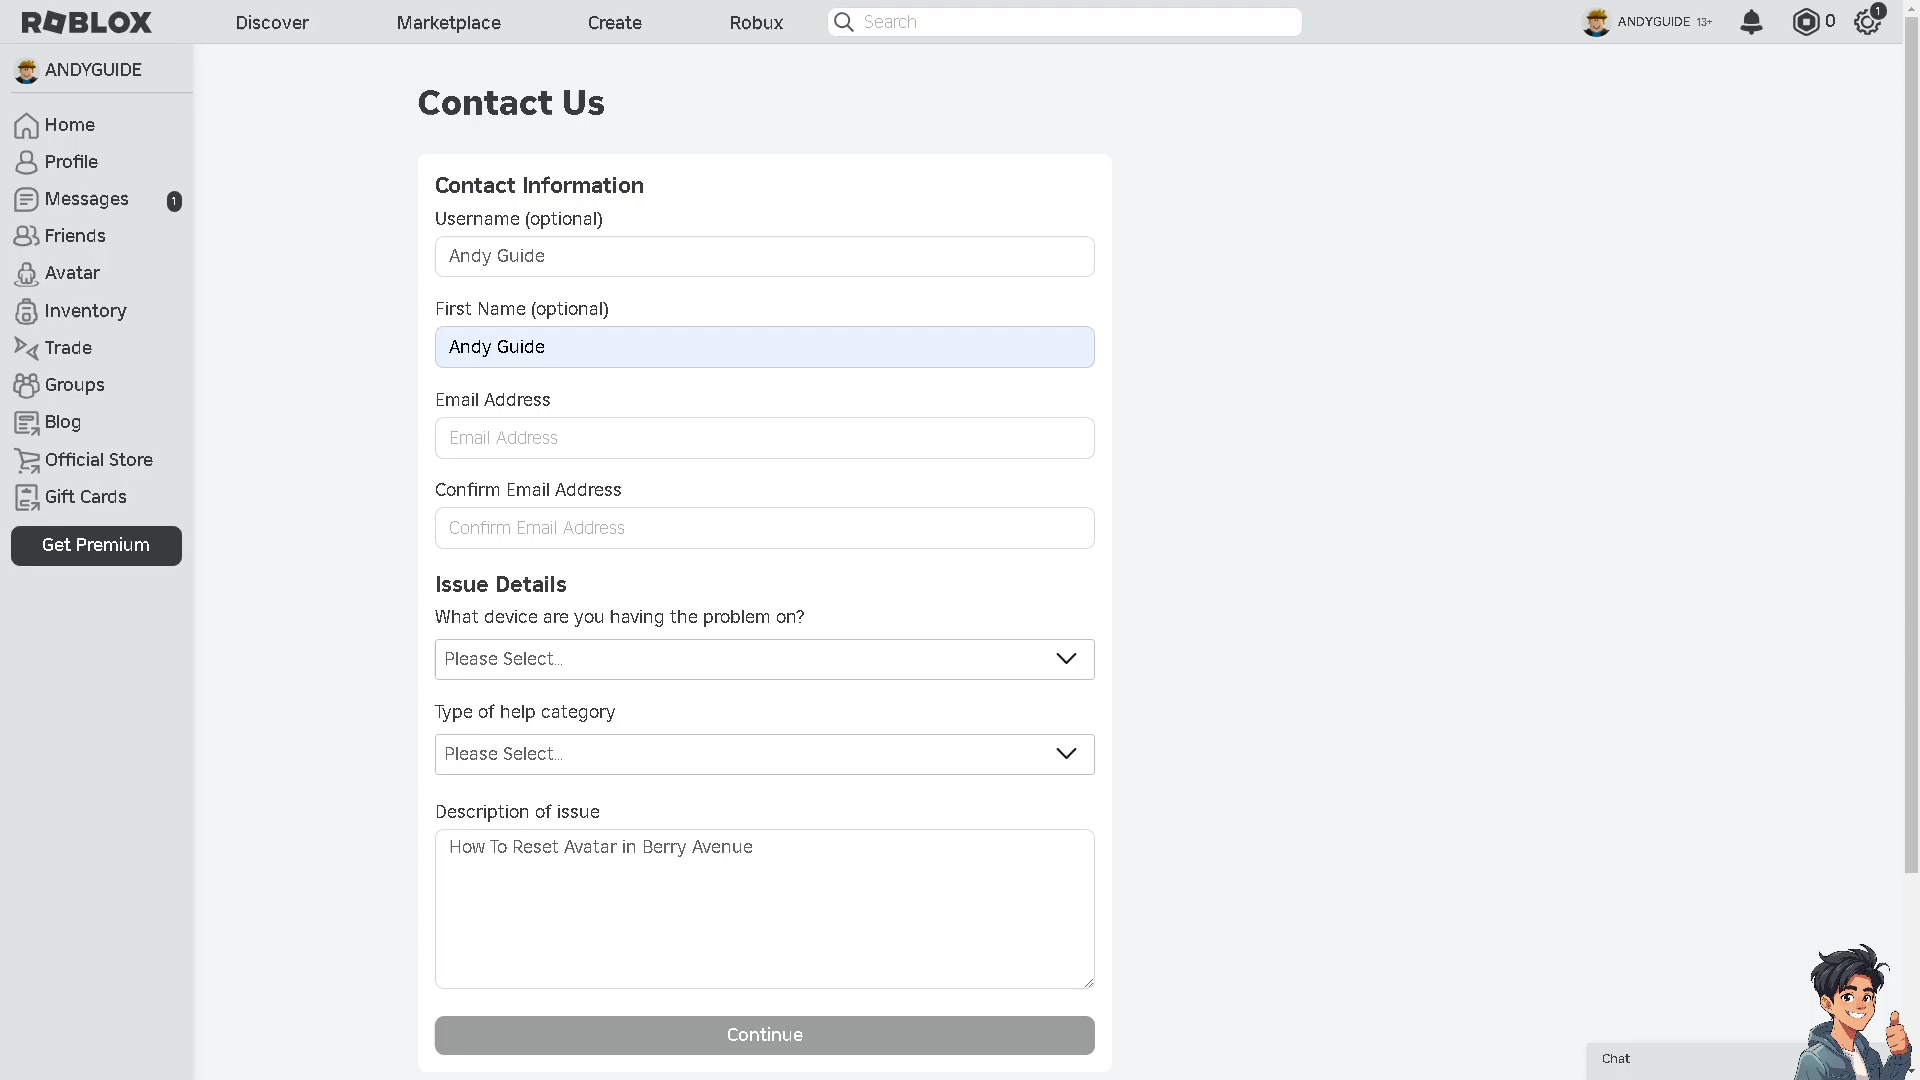 ROBLOX
Discover
Marketplace
Create
Robux
Search
ANDYGUIDE 13+
0
1
ANDYGUIDE
Home
Profile
Messages
1
Friends
Avatar
Inventory
Trade
Groups
Blog
Official Store
Gift Cards
Get Premium
Contact Us
Contact Information
Username (optional)
Andy Guide
First Name (optional)
Andy Guide
Email Address
Email Address
Confirm Email Address
Confirm Email Address
Issue Details
What device are you having the problem on?
Please Select...
Type of help category
Please Select...
Description of issue
How To Reset Avatar in Berry Avenue
Continue
Chat